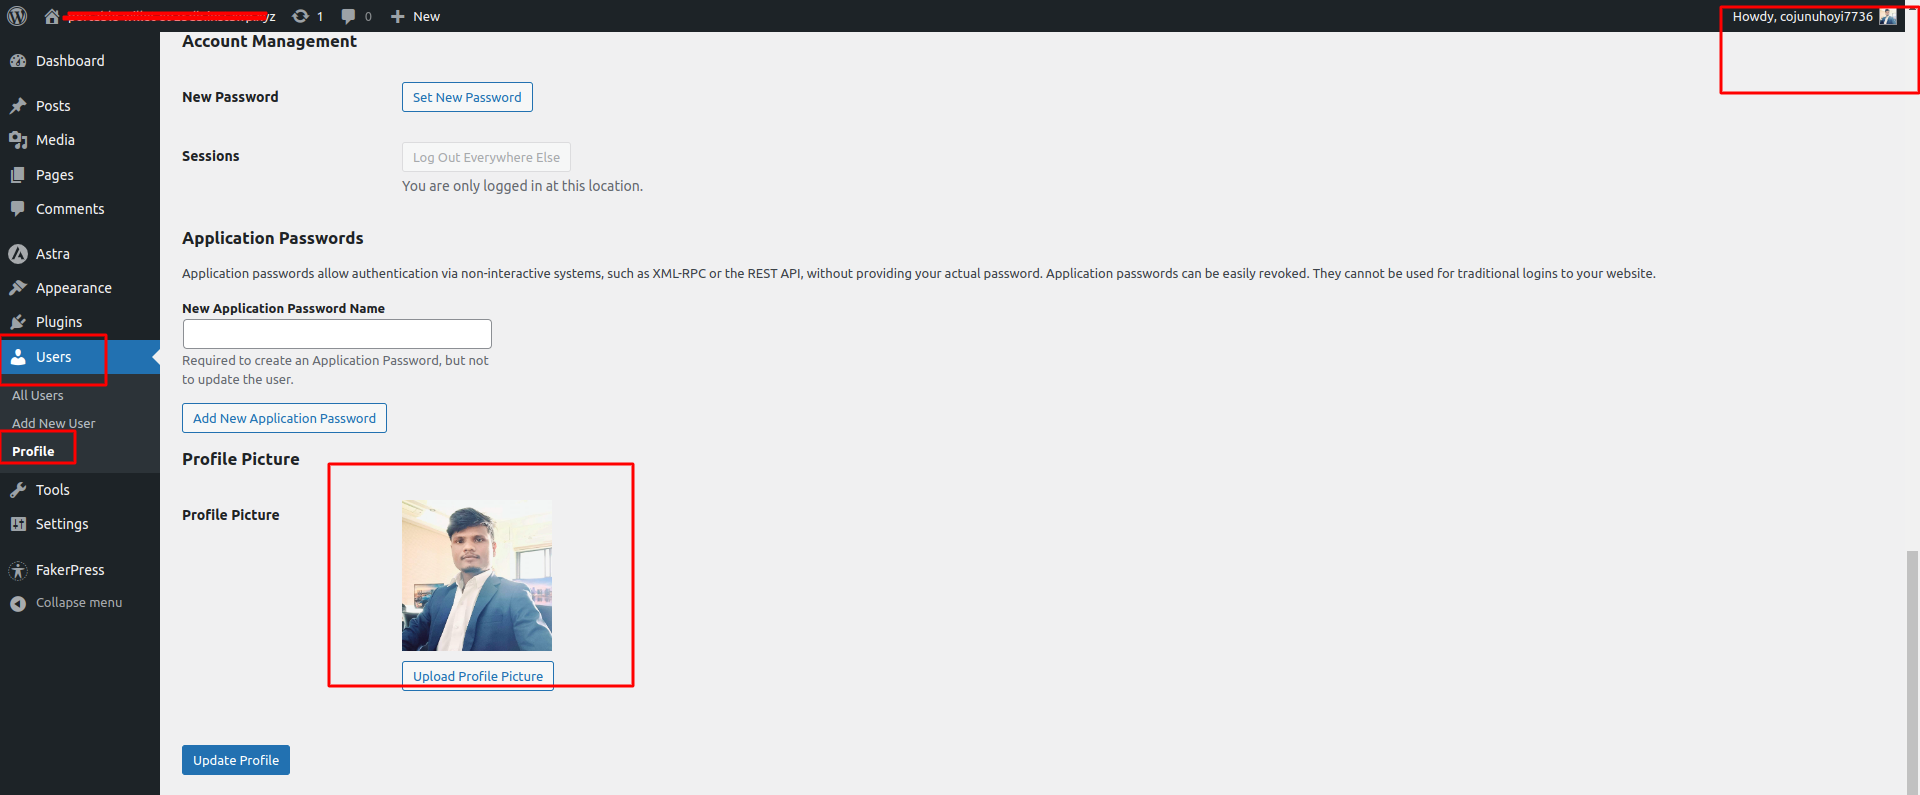 1
0
New
Howdy, cojunuhoyi7736
Dashboard
Posts
Media
Pages
Comments
Astra
Appearance
Plugins
Users
All Users
Add New User
Profile
Tools
Settings
FakerPress
Collapse menu
Account Management
New Password
Set New Password
Sessions
Log Out Everywhere Else
You are only logged in at this location.
Application Passwords
Application passwords allow authentication via non-interactive systems, such as XML-RPC or the REST API, without providing your actual password. Application passwords can be easily revoked. They cannot be used for traditional logins to your website.
New Application Password Name
Required to create an Application Password, but not
to update the user.
Add New Application Password
Profile Picture
Profile Picture
Upload Profile Picture
Update Profile